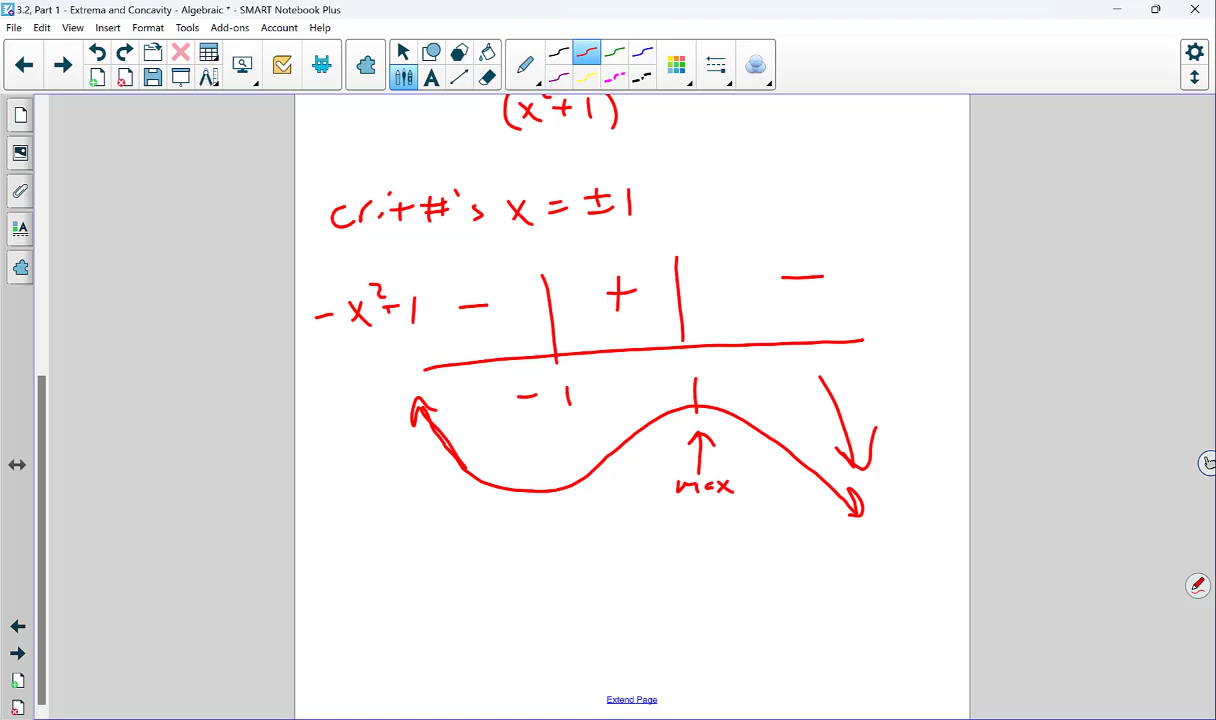 3.2, Part 1 - Extrema and Concavity - Algebraic * - SMART Notebook Plus
File Edit View Insert Format Tools Add-ons Account Help
(x²+1)
crit #'s x = ±1
-x²+1 - + -
-1 1
max
Extend Page